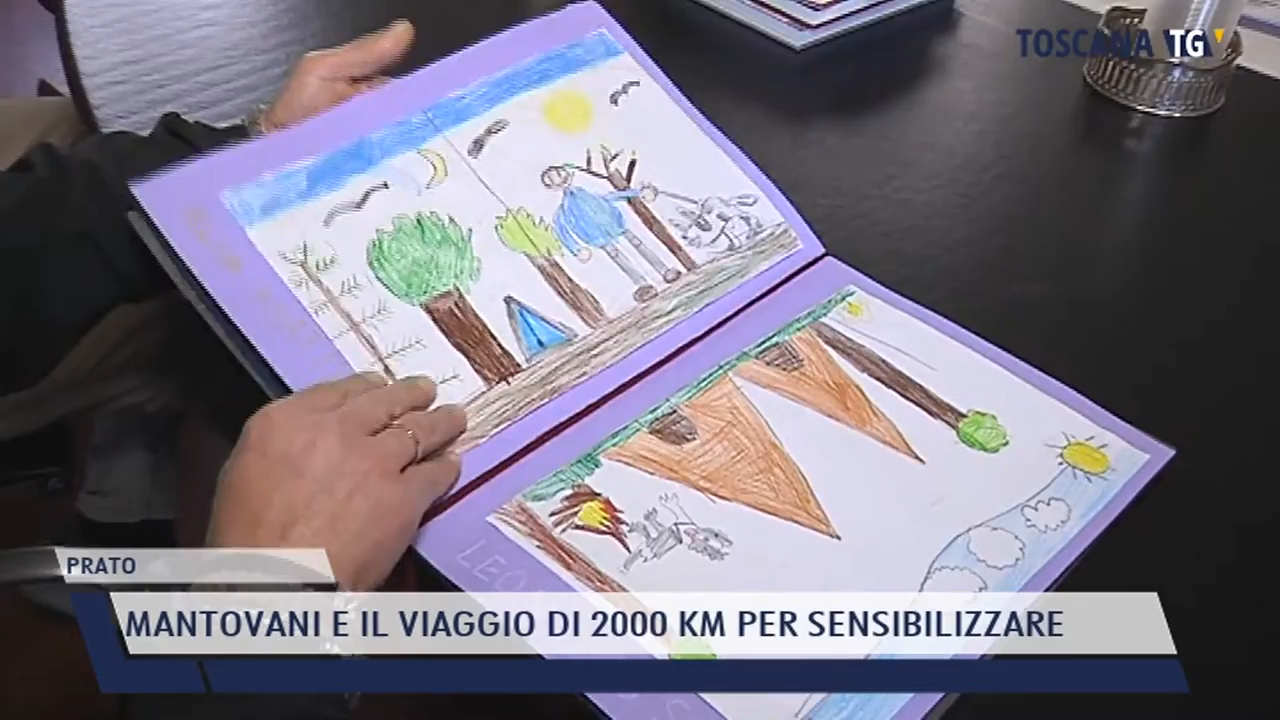 TOSCANA TG
PRATO
MANTOVANI E IL VIAGGIO DI 2000 KM PER SENSIBILIZZARE